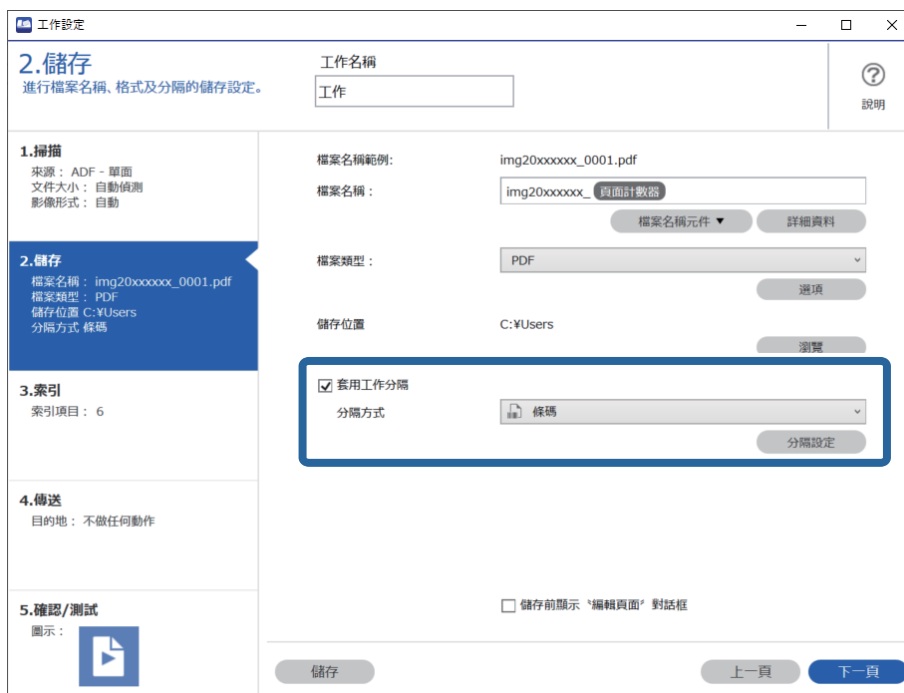 工作設定
2.儲存
進行檔案名稱、格式及分隔的儲存設定。
工作名稱
工作
說明
1.掃描
來源： ADF - 單面
文件大小： 自動偵測
影像形式： 自動
2.儲存
檔案名稱： img20xxxxxx_0001.pdf
檔案類型： PDF
儲存位置 C:¥Users
分隔方式 條碼
3.索引
索引項目： 6
4.傳送
目的地： 不做任何動作
5.確認/測試
圖示：
檔案名稱範例: img20xxxxxx_0001.pdf
檔案名稱： img20xxxxxx_ 頁面計數器
檔案名稱元件 ▼ 詳細資料
檔案類型： PDF
選項
儲存位置 C:¥Users
瀏覽
套用工作分隔
分隔方式 條碼
分隔設定
儲存前顯示〝編輯頁面〞對話框
儲存 上一頁 下一頁